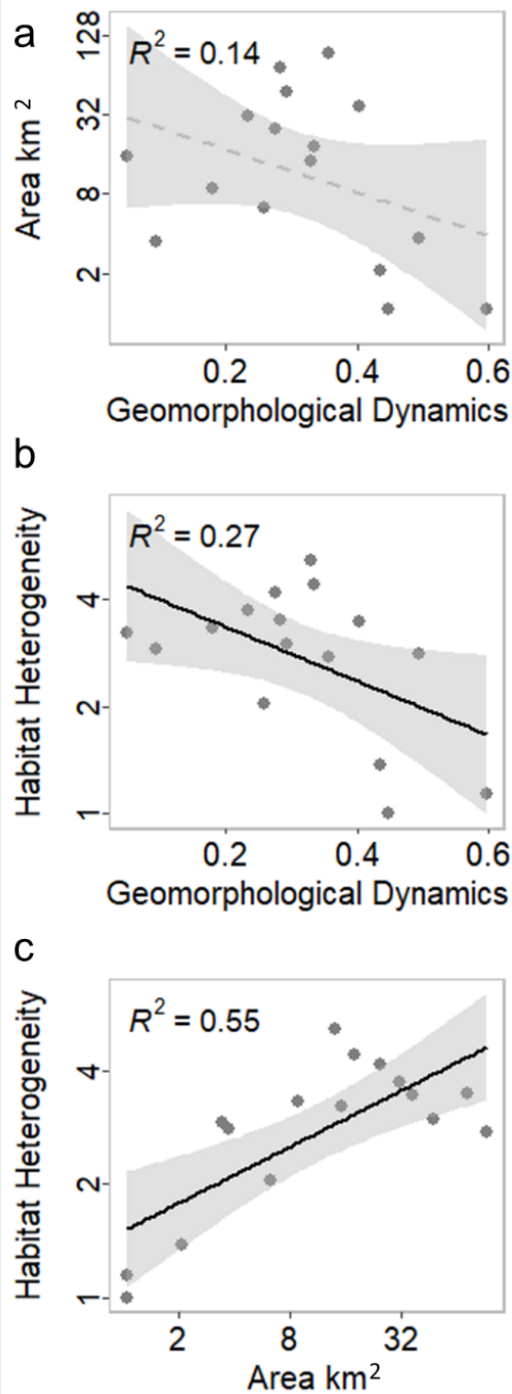 a
R² = 0.14
128
32
8
2
Area km²
0.2 0.4 0.6
Geomorphological Dynamics
b
R² = 0.27
4
2
1
Habitat Heterogeneity
0.2 0.4 0.6
Geomorphological Dynamics
c
R² = 0.55
4
2
1
Habitat Heterogeneity
2 8 32
Area km²